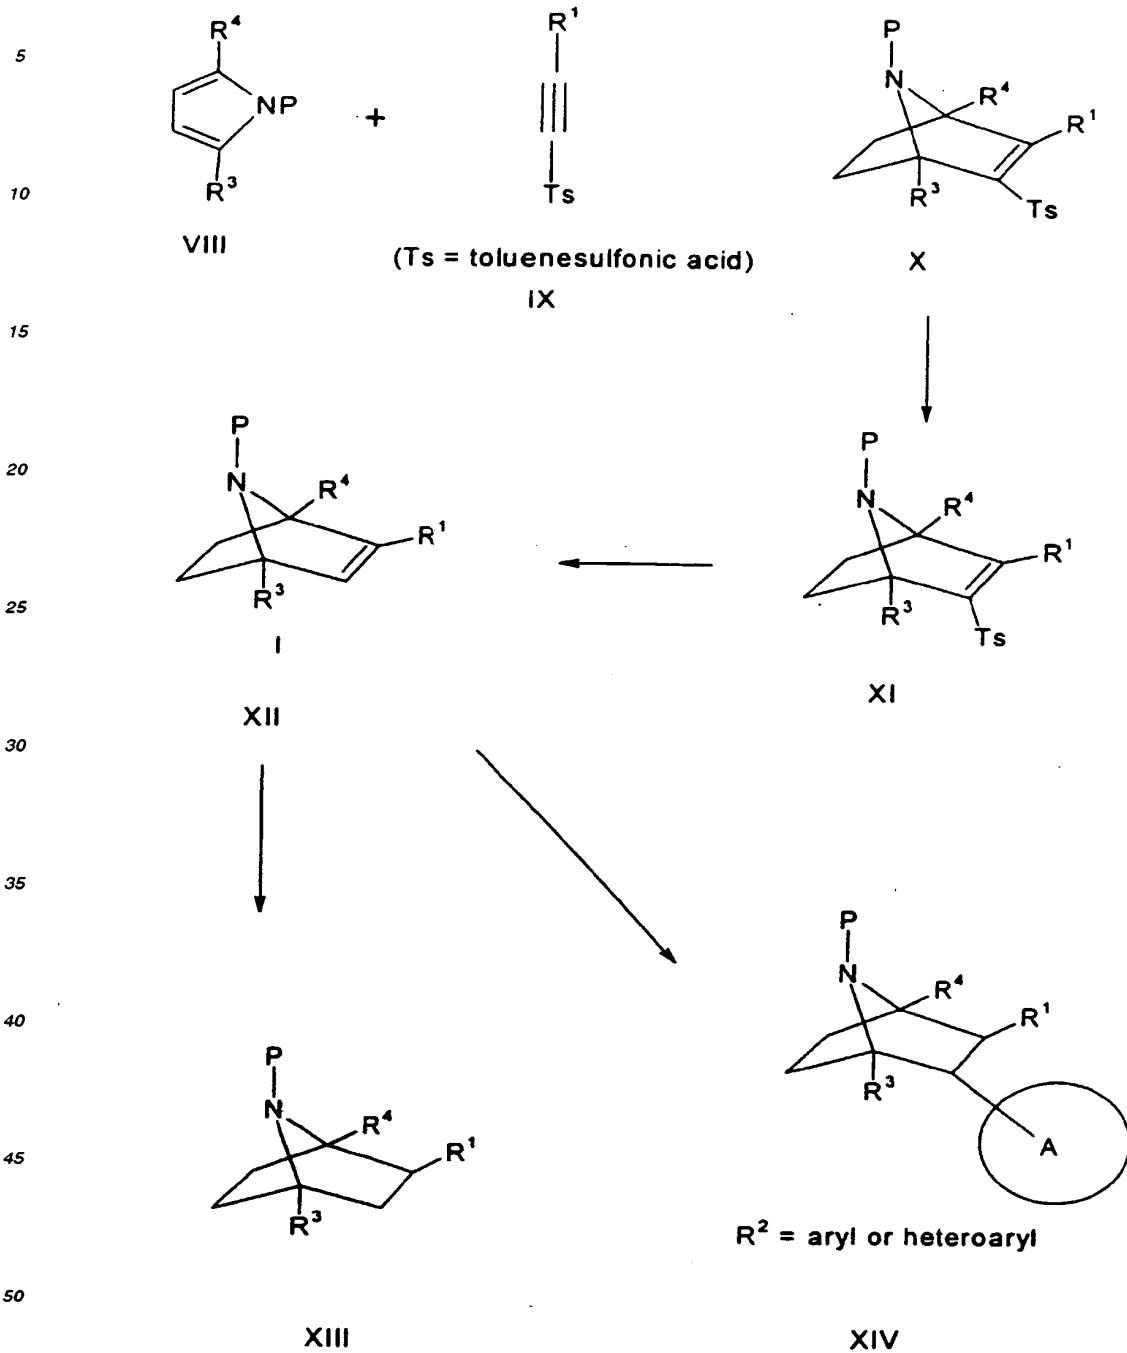 5
R⁴
NP
R³
VIII
+
R¹
Ts
(Ts = toluenesulfonic acid)
IX
P
N
R⁴
R¹
R³
Ts
X
10
15
20
P
N
R⁴
R¹
R³
I
XII
P
N
R⁴
R¹
R³
Ts
XI
25
30
35
40
P
N
R⁴
R¹
R³
XIII
P
N
R⁴
R¹
R³
A
R² = aryl or heteroaryl
XIV
45
50